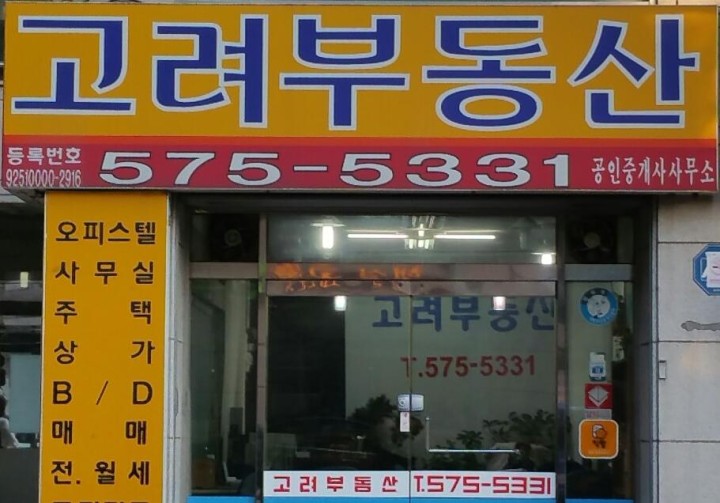 고려부동산
등록번호
92510000-2916
575-5331 공인중개사사무소
오피스텔
사무실
주택
상가
B/D
매매
전.월세
고려부동산
T.575-5331
고려부동산 T.575-5331